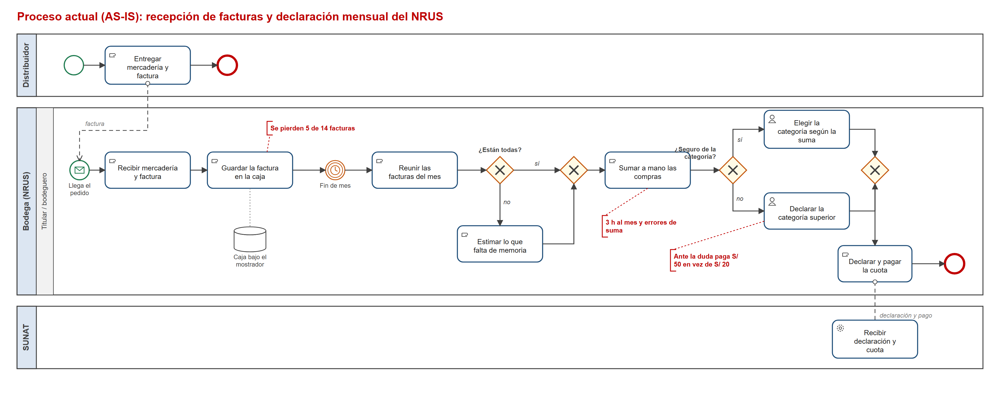 Proceso actual (AS-IS): recepción de facturas y declaración mensual del NRUS
Distribuidor
Entregar
mercadería y
factura
Bodega (NRUS)
Titular / bodeguero
factura
Llega el
pedido
Recibir mercadería
y factura
Se pierden 5 de 14 facturas
Guardar la factura
en la caja
Caja bajo el
mostrador
Fin de mes
Reunir las
facturas del mes
¿Están todas?
sí
no
Estimar lo que
falta de memoria
Sumar a mano las
compras
3 h al mes y errores de
suma
¿Seguro de la
categoría?
sí
no
Elegir la
categoría según la
suma
Declarar la
categoría superior
Ante la duda paga S/
50 en vez de S/ 20
Declarar y pagar
la cuota
SUNAT
declaración y pago
Recibir
declaración y
cuota